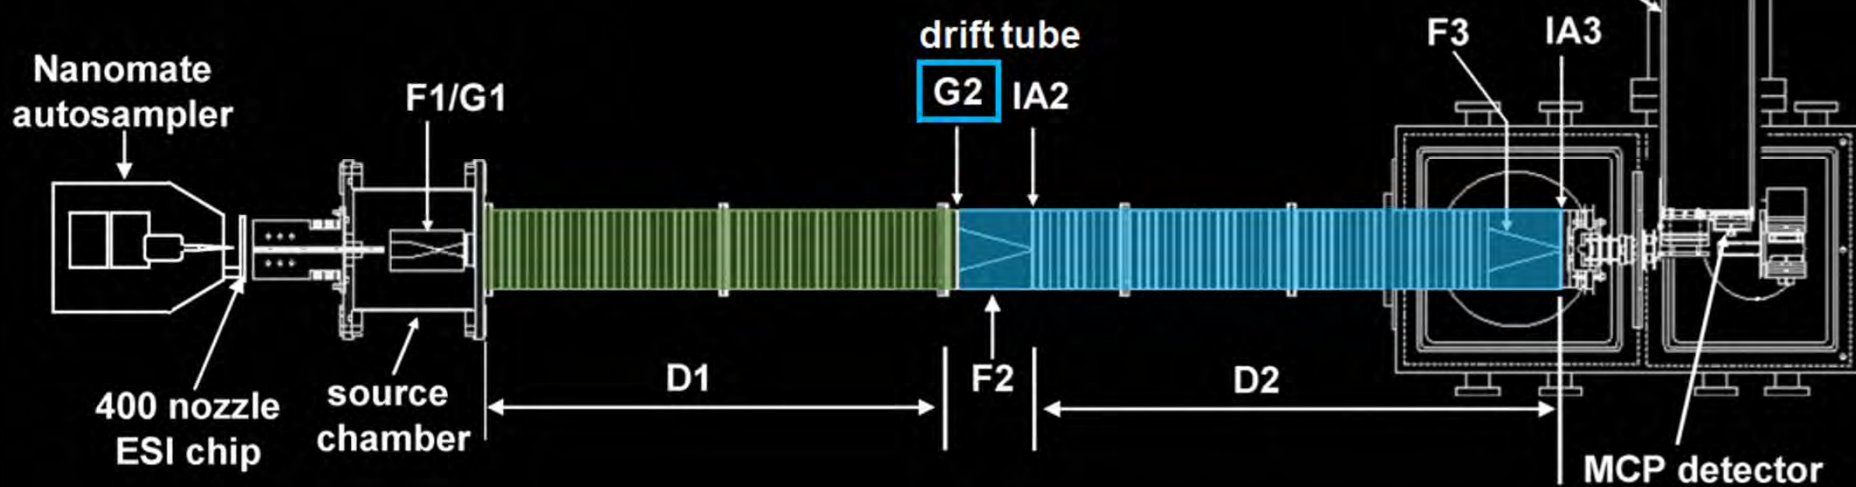 drift tube
Nanomate
autosampler
F1/G1
G2
IA2
F3
IA3
400 nozzle
ESI chip
source
chamber
D1
F2
D2
MCP detector